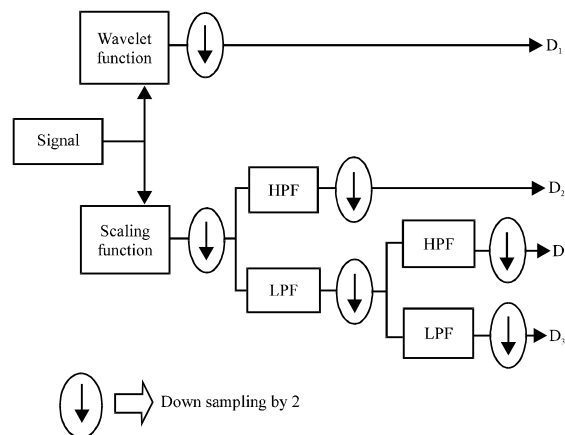 Wavelet
function
D₁
Signal
HPF
D₂
Scaling
function
HPF
D
LPF
LPF
D₃
Down sampling by 2